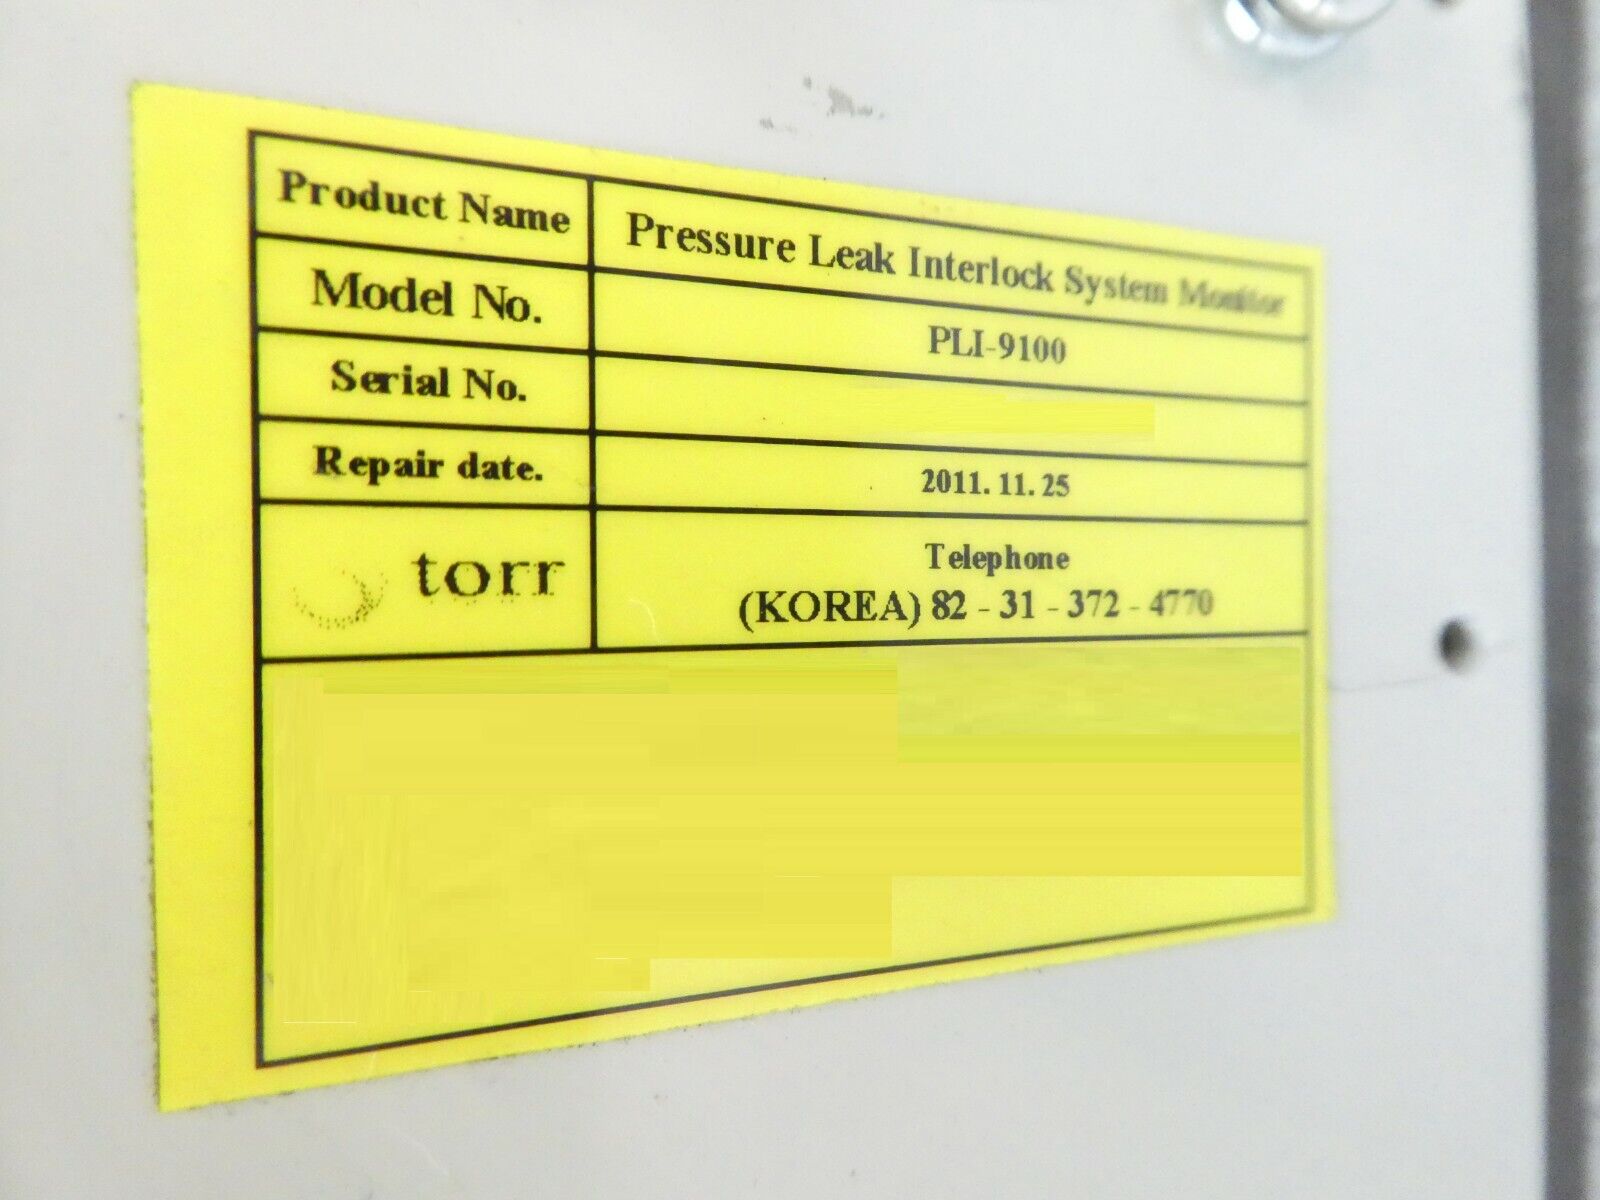 Product Name Pressure Leak Interlock System Monitor
Model No. PLI-9100
Serial No.
Repair date. 2011. 11. 25
torr
Telephone
(KOREA) 82 - 31 - 372 - 4770